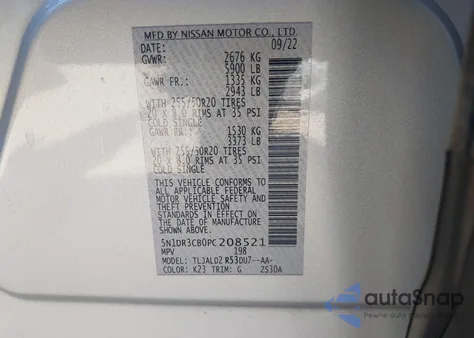 MFD BY NISSAN MOTOR CO., LTD.
DATE: 09/22
GVWR: 2676 KG
5900 LB
GAWR FR.: 1335 KG
2943 LB
WITH 255/50R20 TIRES
20 X 8.0 RIMS AT 35 PSI
COLD SINGLE
1530 KG
3373 LB
WITH 255/50R20 TIRES
20 X 8.0 RIMS AT 35 PSI
COLD SINGLE
THIS VEHICLE CONFORMS TO
ALL APPLICABLE FEDERAL
MOTOR VEHICLE SAFETY AND
THEFT PREVENTION
STANDARDS IN EFFECT ON
THE DATE OF MANUFACTURE
SHOWN ABOVE.
5N1DR3CB0PC208521
MPV 198
MODEL: TLJALD2 R53DU7--AA-
COLOR: K23 TRIM: G ZS3DA
autoSnap